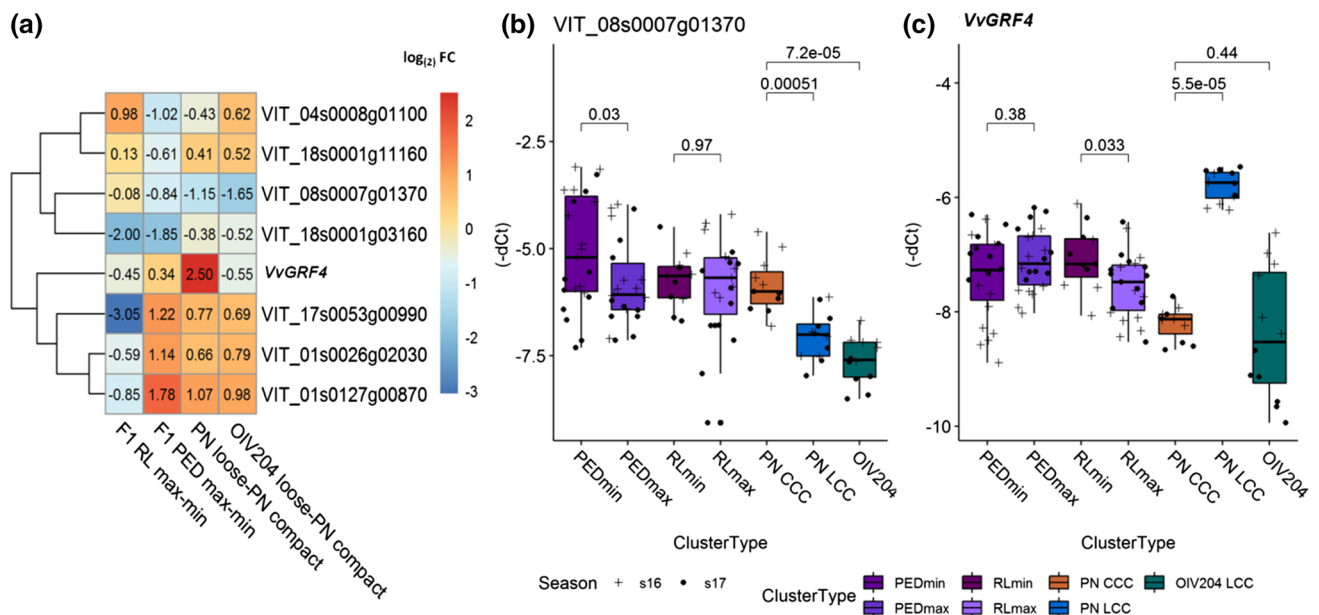 (a)
log(2) FC
0.98 -1.02 -0.43 0.62 VIT_04s0008g01100
0.13 -0.61 0.41 0.52 VIT_18s0001g11160
-0.08 -0.84 -1.15 -1.65 VIT_08s0007g01370
-2.00 -1.85 -0.38 -0.52 VIT_18s0001g03160
-0.45 0.34 2.50 -0.55 VvGRF4
-3.05 1.22 0.77 0.69 VIT_17s0053g00990
-0.59 1.14 0.66 0.79 VIT_01s0026g02030
-0.85 1.78 1.07 0.98 VIT_01s0127g00870
2
1
0
-1
-2
-3
F1 RL max-min
F1 PED max-min
PN loose-PN compact
OIV204 loose-PN compact
(b) VIT_08s0007g01370
7.2e-05
0.00051
0.03
0.97
(-dCt)
-2.5
-5.0
-7.5
PEDmin
PEDmax
RLmin
RLmax
PN CCC
PN LCC
OIV204
ClusterType
(c) VvGRF4
0.44
5.5e-05
0.38
0.033
(-dCt)
-4
-6
-8
-10
PEDmin
PEDmax
RLmin
RLmax
PN CCC
PN LCC
OIV204
ClusterType
Season + s16 • s17
ClusterType
PEDmin RLmin PN CCC OIV204 LCC
PEDmax RLmax PN LCC